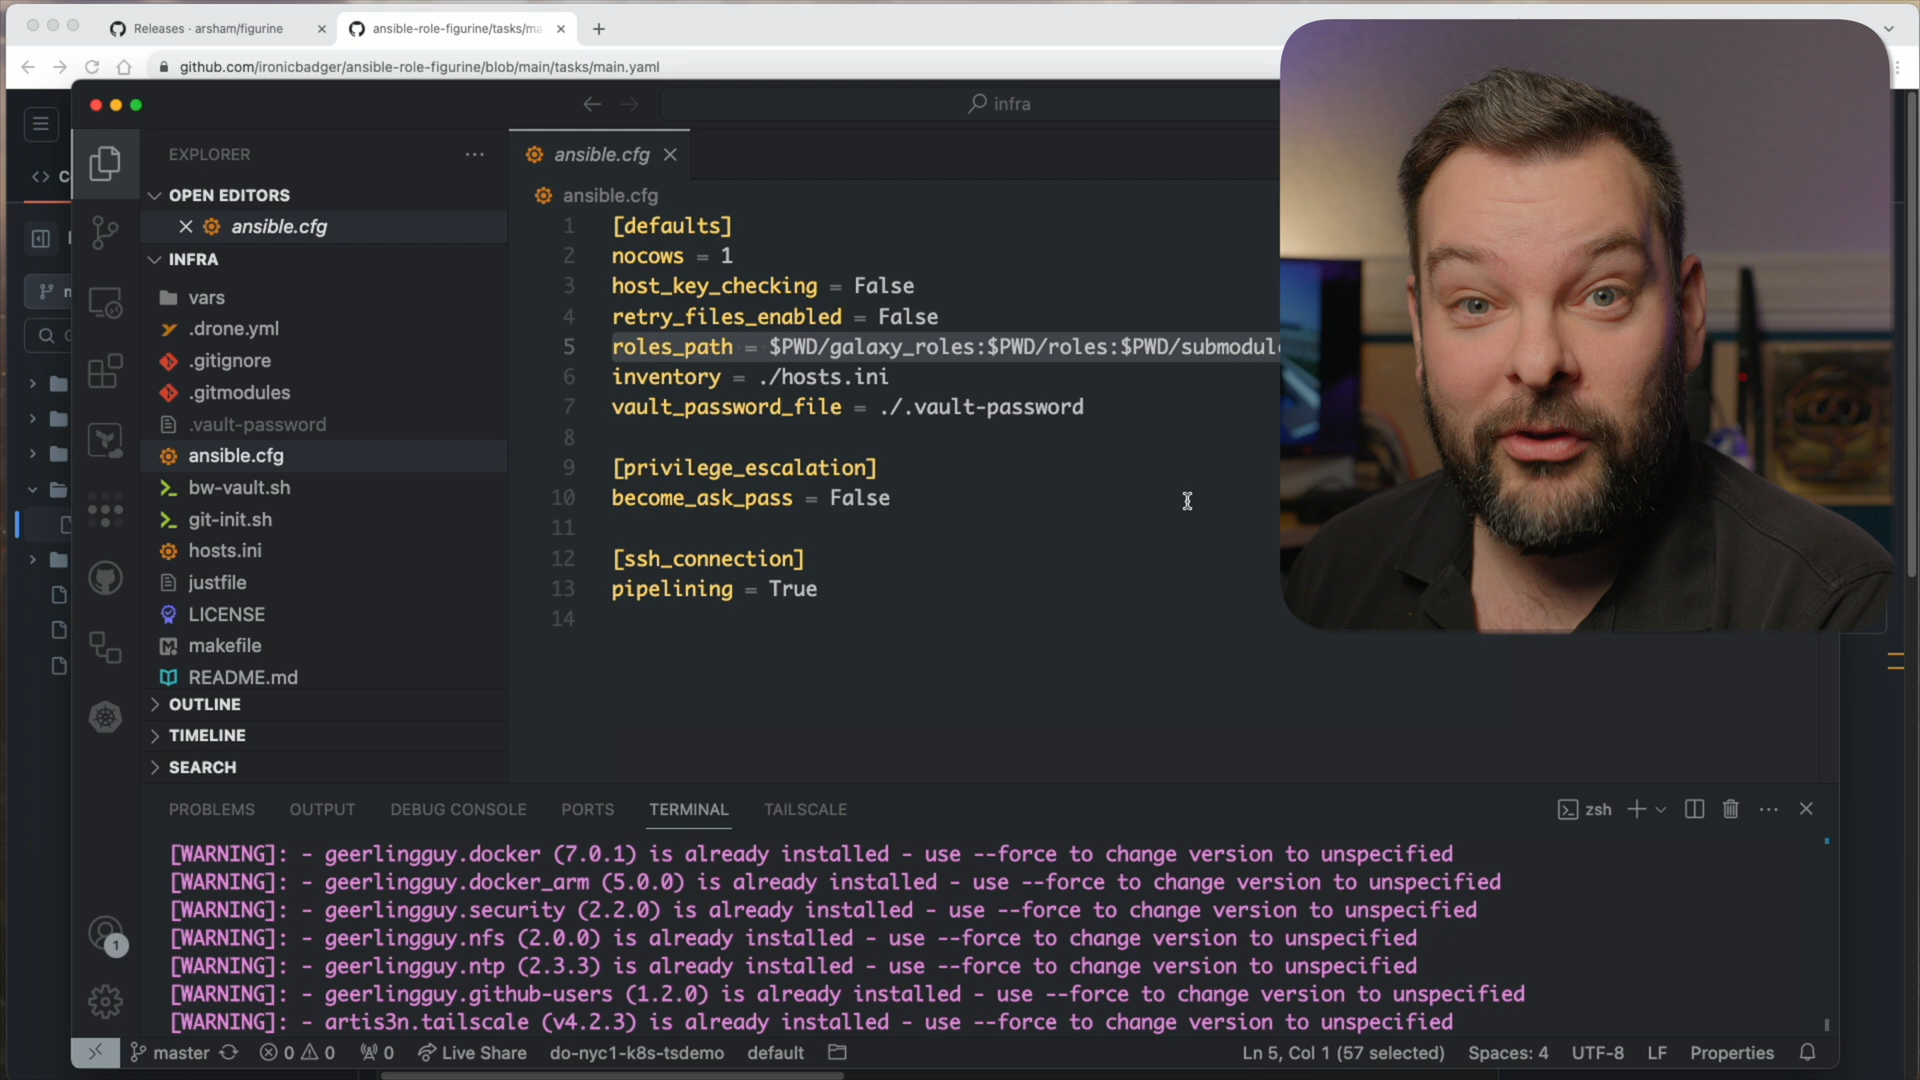 Releases · arsham/figurine
ansible-role-figurine/tasks/ma
github.com/ironicbadger/ansible-role-figurine/blob/main/tasks/main.yaml
infra
EXPLORER
OPEN EDITORS
ansible.cfg
INFRA
vars
.drone.yml
.gitignore
.gitmodules
.vault-password
ansible.cfg
bw-vault.sh
git-init.sh
hosts.ini
justfile
LICENSE
makefile
README.md
OUTLINE
TIMELINE
SEARCH
ansible.cfg
ansible.cfg
1 [defaults]
2 nocows = 1
3 host_key_checking = False
4 retry_files_enabled = False
5 roles_path = $PWD/galaxy_roles:$PWD/roles:$PWD/submodul
6 inventory = ./hosts.ini
7 vault_password_file = ./.vault-password
8
9 [privilege_escalation]
10 become_ask_pass = False
11
12 [ssh_connection]
13 pipelining = True
14
PROBLEMS OUTPUT DEBUG CONSOLE PORTS TERMINAL TAILSCALE
zsh
[WARNING]: - geerlingguy.docker (7.0.1) is already installed - use --force to change version to unspecified
[WARNING]: - geerlingguy.docker_arm (5.0.0) is already installed - use --force to change version to unspecified
[WARNING]: - geerlingguy.security (2.2.0) is already installed - use --force to change version to unspecified
[WARNING]: - geerlingguy.nfs (2.0.0) is already installed - use --force to change version to unspecified
[WARNING]: - geerlingguy.ntp (2.3.3) is already installed - use --force to change version to unspecified
[WARNING]: - geerlingguy.github-users (1.2.0) is already installed - use --force to change version to unspecified
[WARNING]: - artis3n.tailscale (v4.2.3) is already installed - use --force to change version to unspecified
1
master 0 0 0 Live Share do-nyc1-k8s-tsdemo default
Ln 5, Col 1 (57 selected) Spaces: 4 UTF-8 LF Properties